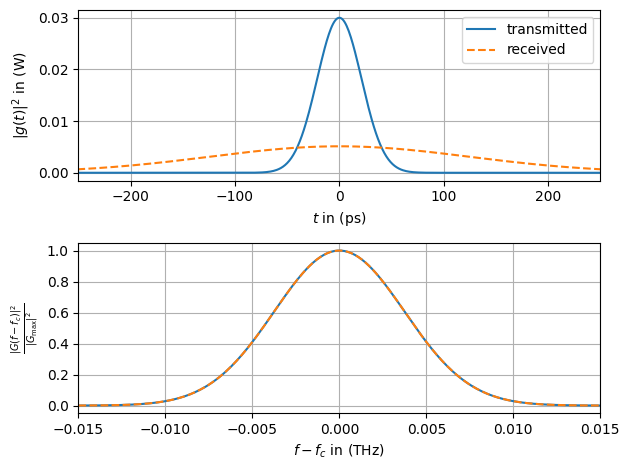 0.03
transmitted
received
0.02
|g(t)|² in (W)
0.01
0.00
−200 −100 0 100 200
t in (ps)
1.0
0.8
|G(f − f_c)|² / |G_max|²
0.6
0.4
0.2
0.0
−0.015 −0.010 −0.005 0.000 0.005 0.010 0.015
f − f_c in (THz)